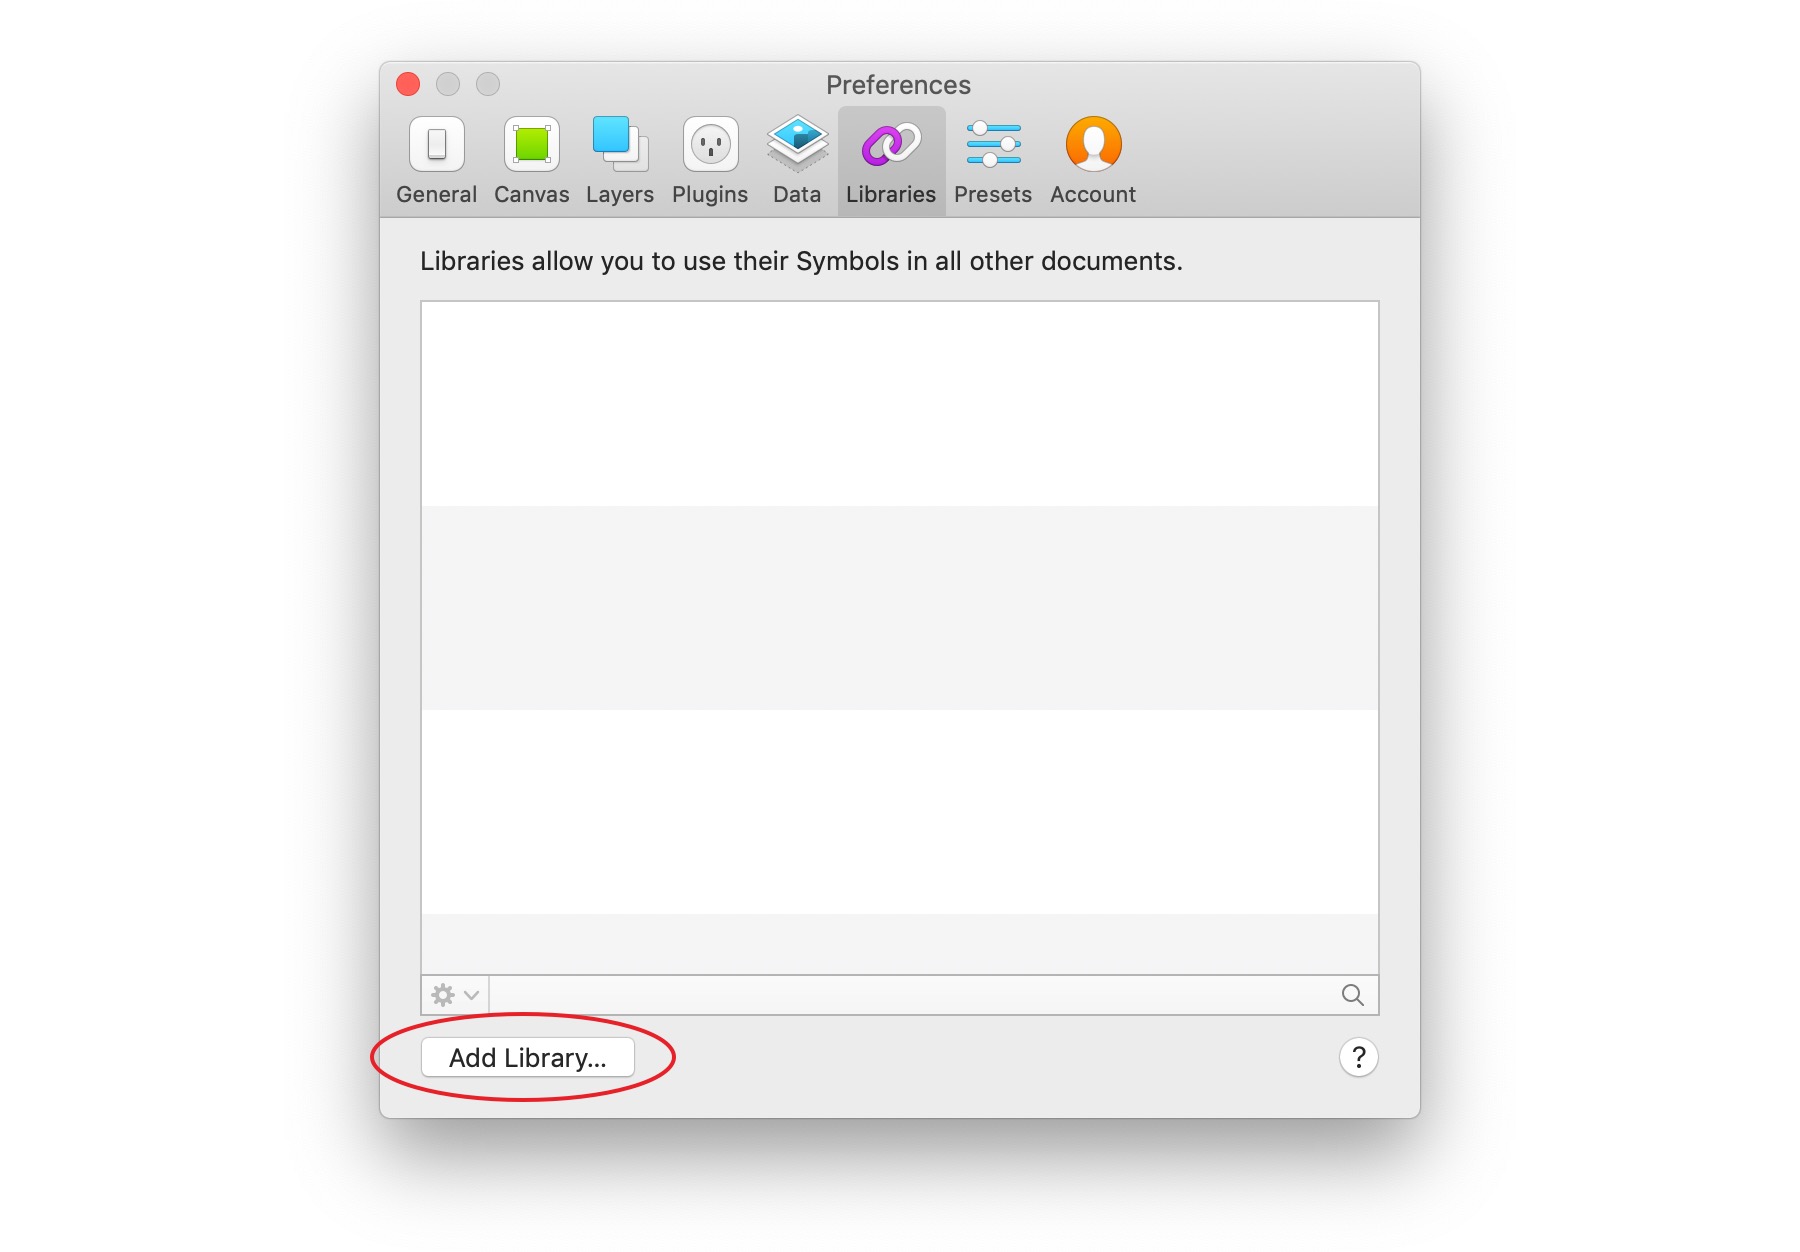 Preferences
General Canvas Layers Plugins Data Libraries Presets Account
Libraries allow you to use their Symbols in all other documents.
Add Library...
?